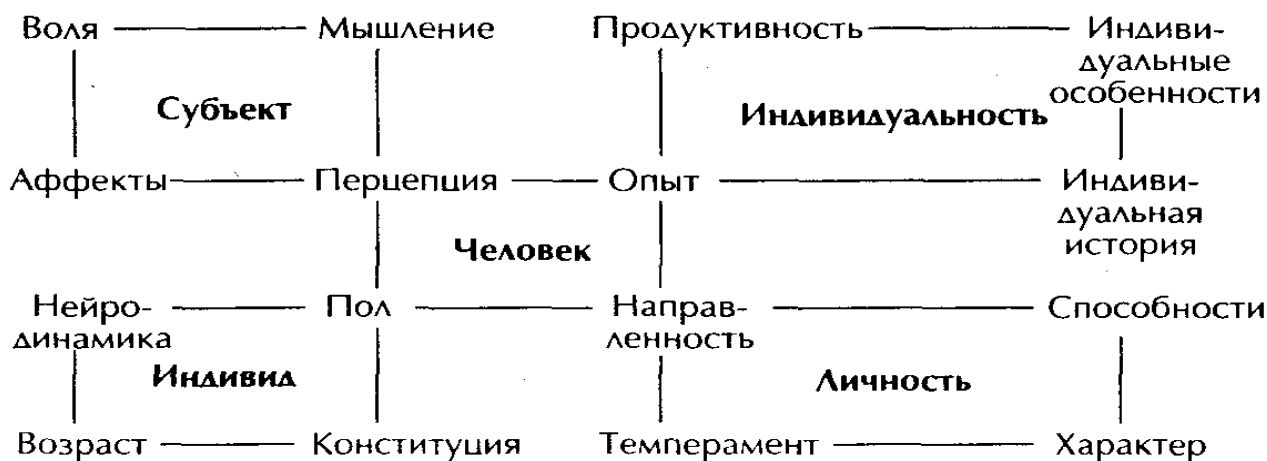 Воля Мышление Продуктивность Индиви-
дуальные
особенности
Субъект Индивидуальность
Аффекты Перцепция Опыт Индиви-
дуальная
история
Человек
Нейро- Пол Направ- Способности
динамика ленность
Индивид Личность
Возраст Конституция Темперамент Характер